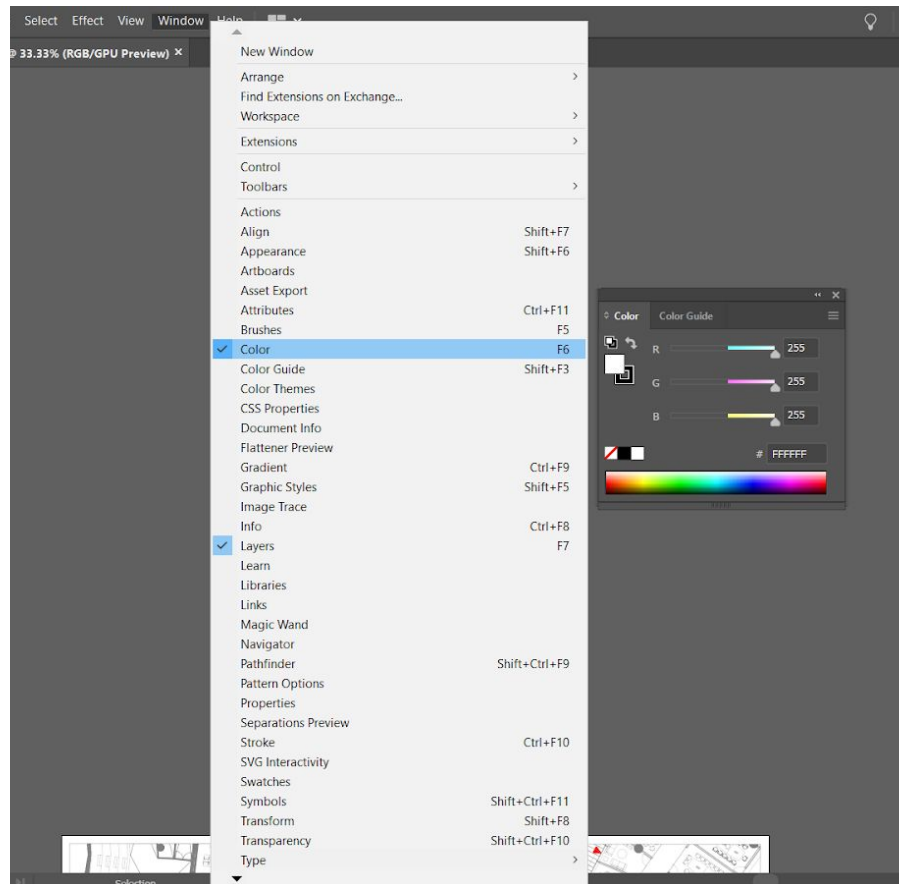 Select Effect View Window Help
@ 33.33% (RGB/GPU Preview) ×
New Window
Arrange
Find Extensions on Exchange...
Workspace
Extensions
Control
Toolbars
Actions
Align Shift+F7
Appearance Shift+F6
Artboards
Asset Export
Attributes Ctrl+F11
Brushes F5
Color F6
Color Guide Shift+F3
Color Themes
CSS Properties
Document Info
Flattener Preview
Gradient Ctrl+F9
Graphic Styles Shift+F5
Image Trace
Info Ctrl+F8
Layers F7
Learn
Libraries
Links
Magic Wand
Navigator
Pathfinder Shift+Ctrl+F9
Pattern Options
Properties
Separations Preview
Stroke Ctrl+F10
SVG Interactivity
Swatches
Symbols Shift+Ctrl+F11
Transform Shift+F8
Transparency Shift+Ctrl+F10
Type
Color Color Guide
R 255
G 255
B 255
# FFFFFF
Selection